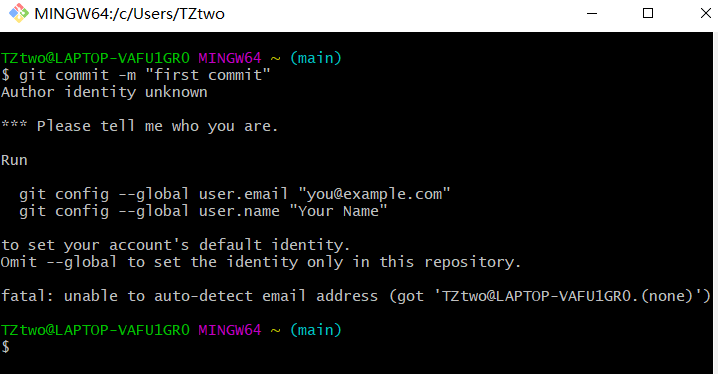 MINGW64:/c/Users/TZtwo
TZtwo@LAPTOP-VAFU1GR0 MINGW64 ~ (main)
$ git commit -m "first commit"
Author identity unknown
*** Please tell me who you are.
Run
  git config --global user.email "you@example.com"
  git config --global user.name "Your Name"
to set your account's default identity.
Omit --global to set the identity only in this repository.
fatal: unable to auto-detect email address (got 'TZtwo@LAPTOP-VAFU1GR0.(none)')
TZtwo@LAPTOP-VAFU1GR0 MINGW64 ~ (main)
$